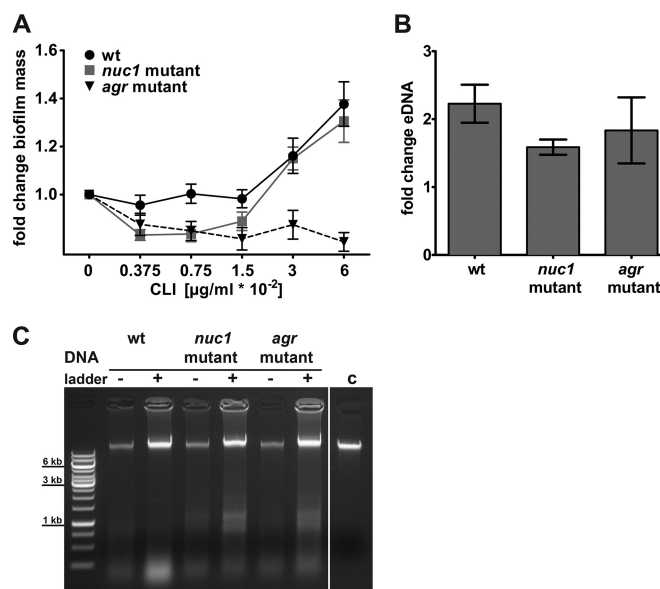 A
fold change biofilm mass
1.6
1.4
1.2
1.0
wt
nuc1 mutant
agr mutant
0 0.375 0.75 1.5 3 6
CLI [µg/ml * 10-2]
B
fold change eDNA
3
2
1
0
wt nuc1 mutant agr mutant
C
wt nuc1 mutant agr mutant
DNA ladder - + - + - + c
6 kb
3 kb
1 kb